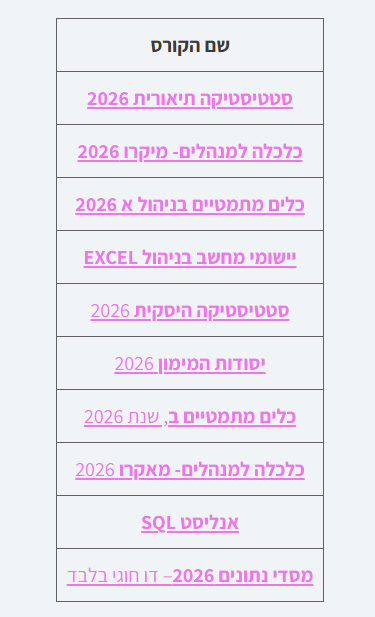 שם הקורס
סטטיסטיקה תיאורית 2026
כלכלה למנהלים- מיקרו 2026
כלים מתמטיים בניהול א 2026
יישומי מחשב בניהול EXCEL
סטטיסטיקה היסקית 2026
יסודות המימון 2026
כלים מתמטיים ב, שנת 2026
כלכלה למנהלים- מאקרו 2026
אנליסט SQL
מסדי נתונים 2026– דו חוגי בלבד